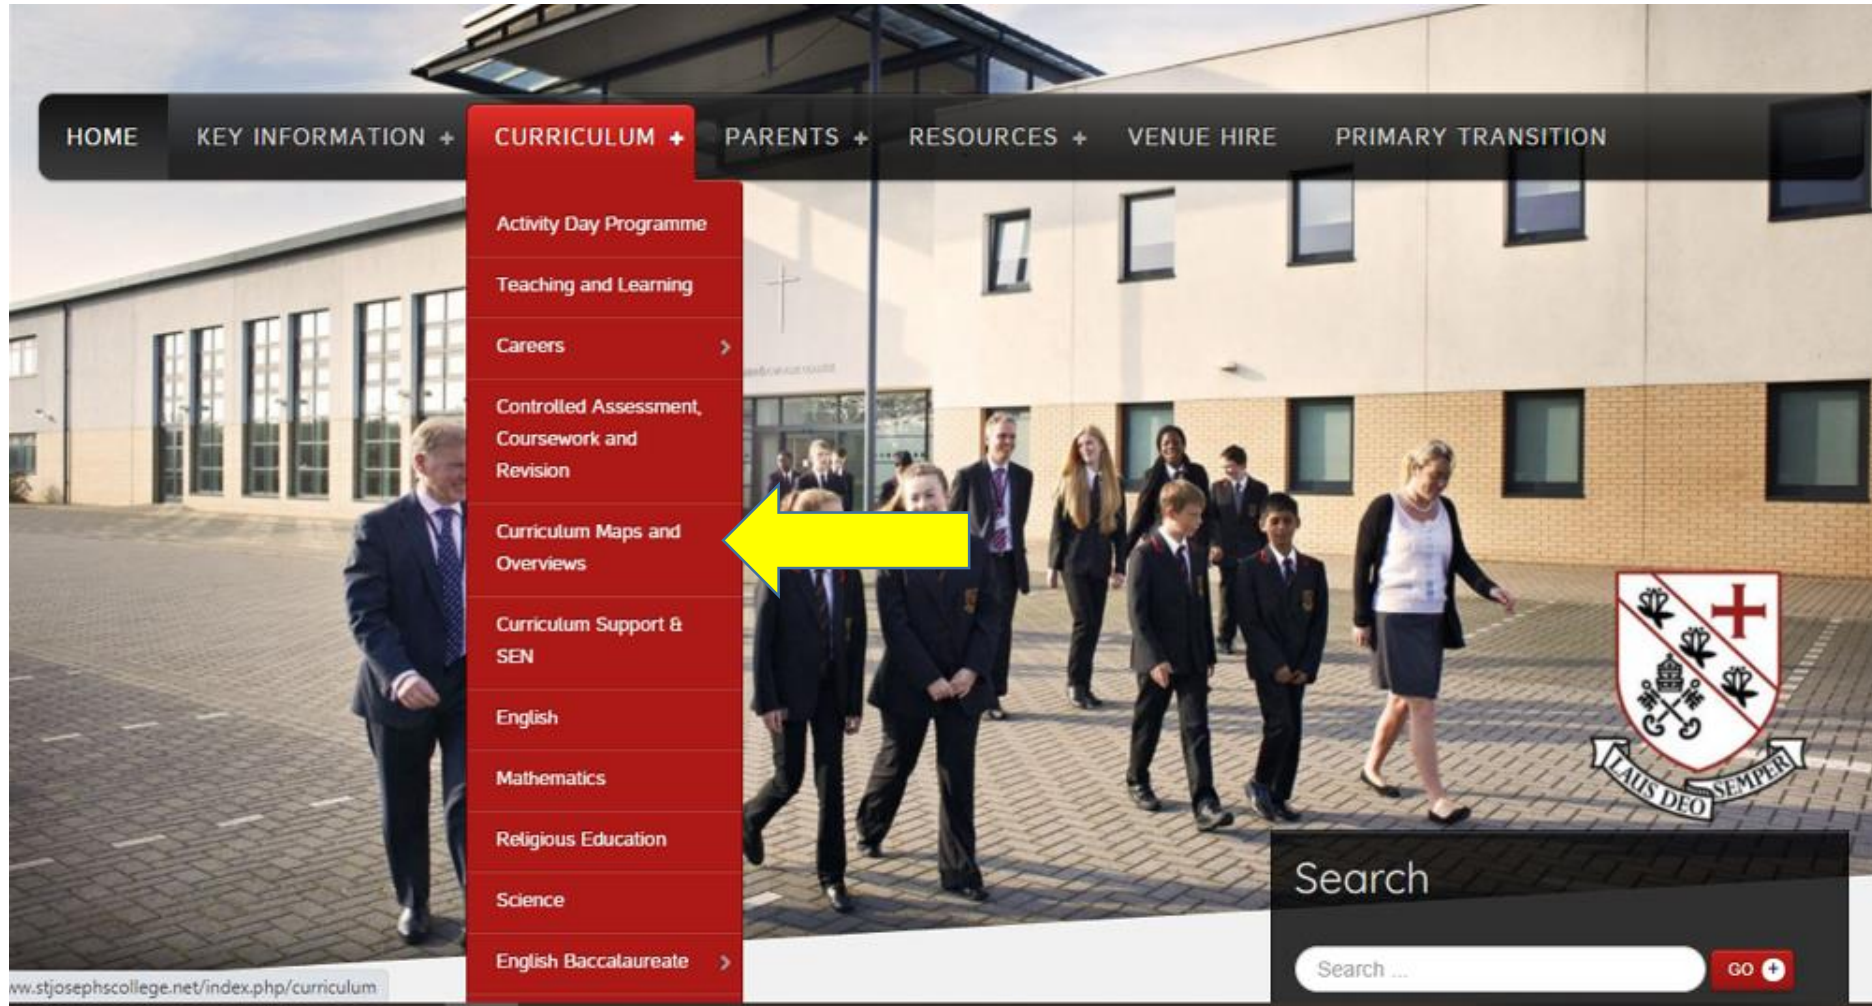 HOME KEY INFORMATION + CURRICULUM + PARENTS + RESOURCES + VENUE HIRE PRIMARY TRANSITION
Activity Day Programme
Teaching and Learning
Careers
Controlled Assessment,
Coursework and
Revision
Curriculum Maps and
Overviews
Curriculum Support &
SEN
English
Mathematics
Religious Education
Science
English Baccalaureate
LAUS DEO SEMPER
Search
Search ...
GO +
w.stjosephscollege.net/index.php/curriculum